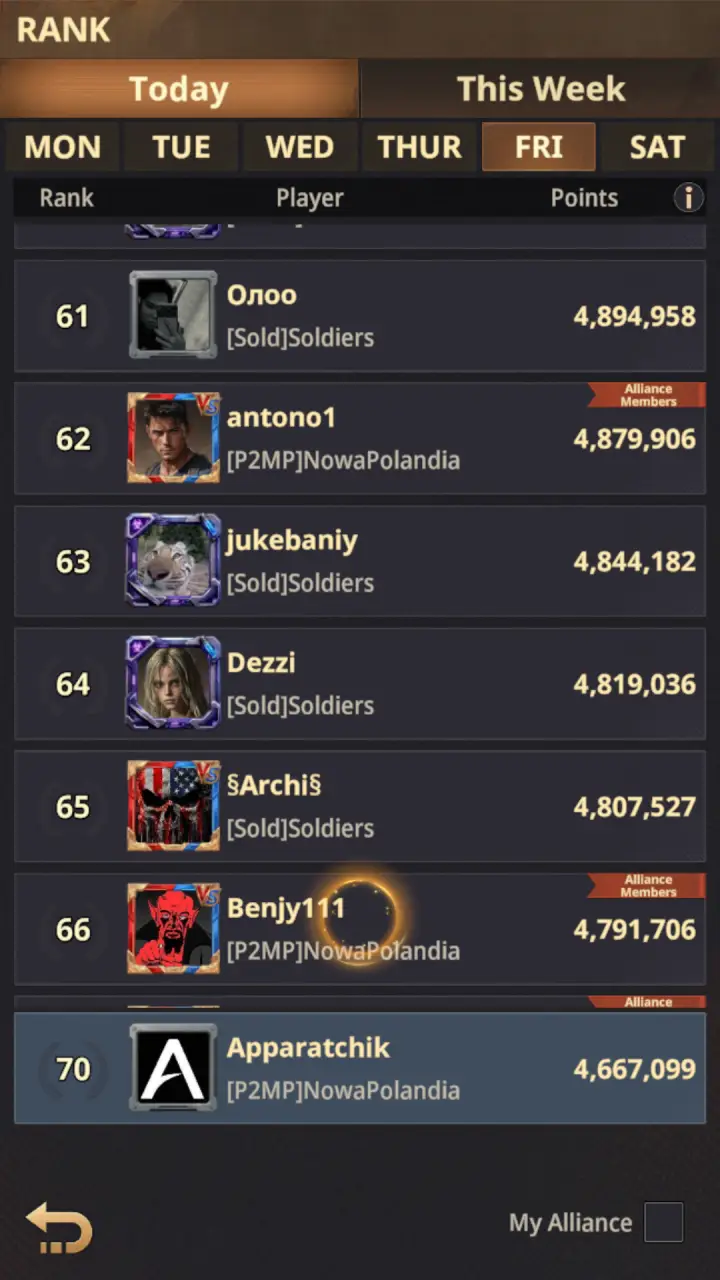 RANK
Today
This Week
MON
TUE
WED
THUR
FRI
SAT
Rank
Player
Points
61
Олоо
[Sold]Soldiers
4,894,958
Alliance
Members
62
antono1
[P2MP]NowaPolandia
4,879,906
63
jukebaniy
[Sold]Soldiers
4,844,182
64
Dezzi
[Sold]Soldiers
4,819,036
65
§Archi§
[Sold]Soldiers
4,807,527
Alliance
Members
66
Benjy111
[P2MP]NowaPolandia
4,791,706
Alliance
70
Apparatchik
[P2MP]NowaPolandia
4,667,099
My Alliance